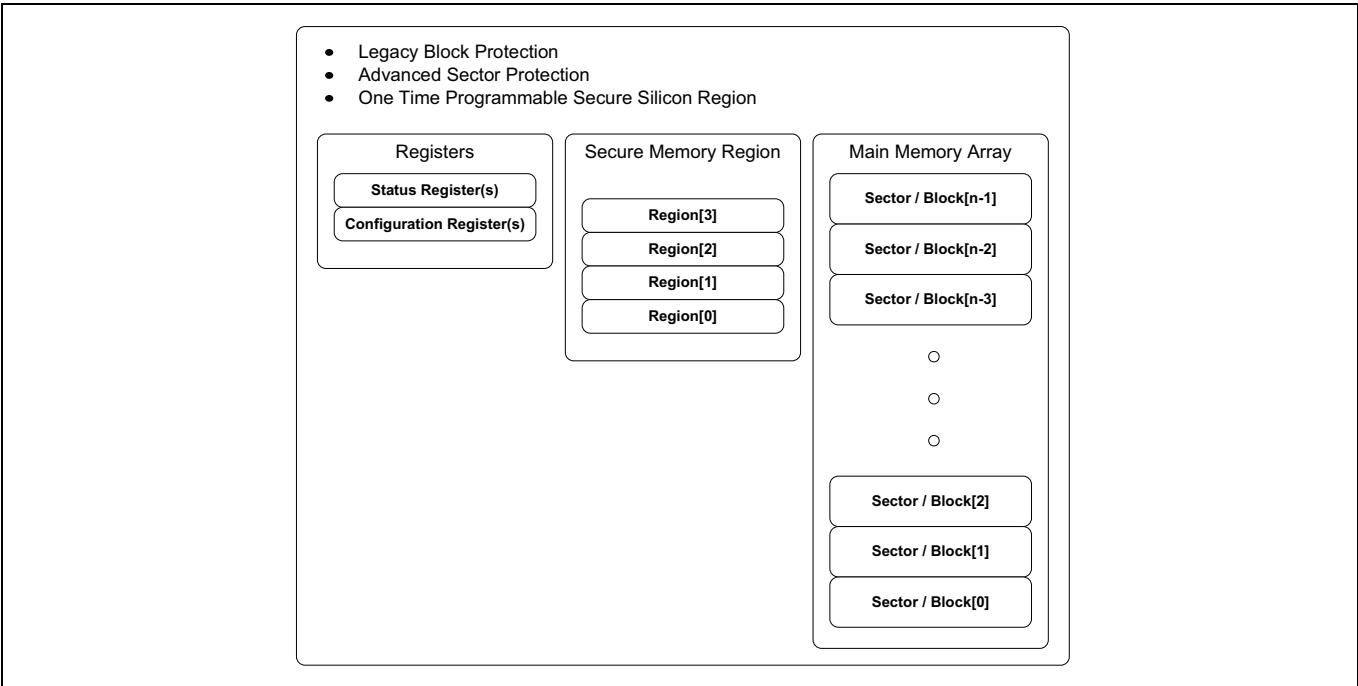 • Legacy Block Protection
• Advanced Sector Protection
• One Time Programmable Secure Silicon Region
Registers
Status Register(s)
Configuration Register(s)
Secure Memory Region
Region[3]
Region[2]
Region[1]
Region[0]
Main Memory Array
Sector / Block[n-1]
Sector / Block[n-2]
Sector / Block[n-3]
Sector / Block[2]
Sector / Block[1]
Sector / Block[0]